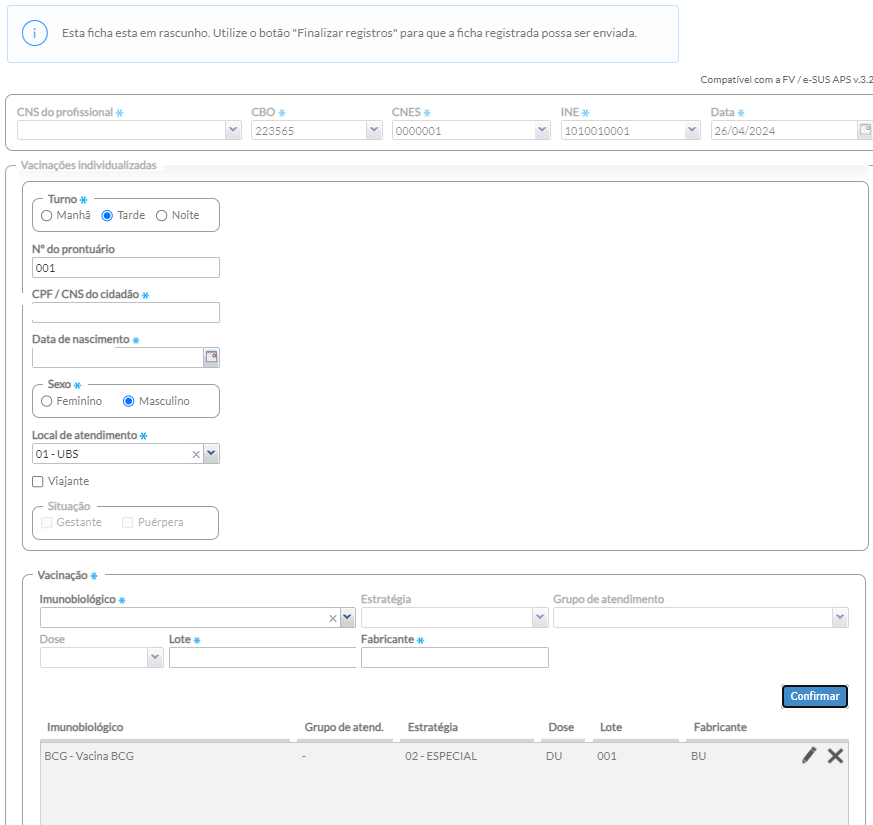 Esta ficha esta em rascunho. Utilize o botão "Finalizar registros" para que a ficha registrada possa ser enviada.
Compatível com a FV / e-SUS APS v.3.2
CNS do profissional * CBO * CNES * INE * Data *
223565 0000001 1010010001 26/04/2024
Vacinações individualizadas
Turno *
Manhã Tarde Noite
Nº do prontuário
001
CPF / CNS do cidadão *
Data de nascimento *
Sexo *
Feminino Masculino
Local de atendimento *
01 - UBS
Viajante
Situação
Gestante Puérpera
Vacinação *
Imunobiológico * Estratégia Grupo de atendimento
Dose Lote * Fabricante *
Confirmar
Imunobiológico Grupo de atend. Estratégia Dose Lote Fabricante
BCG - Vacina BCG - 02 - ESPECIAL DU 001 BU